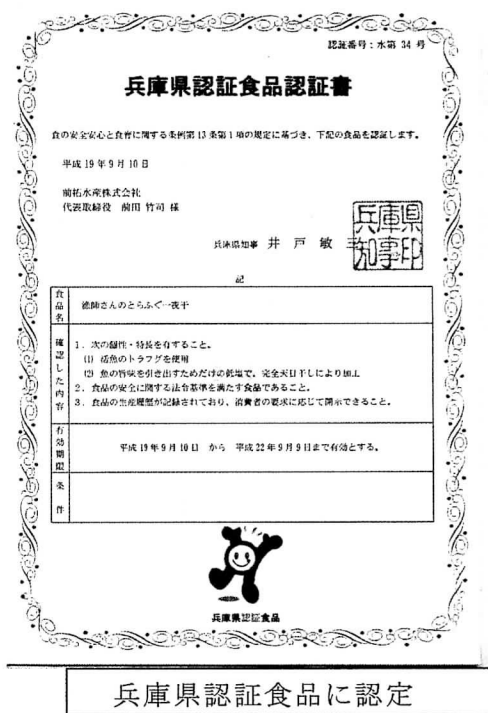 認証番号：水第 34 号
兵庫県認証食品認証書
食の安全安心と食育に関する条例第 13 条第 1 項の規定に基づき、下記の食品を認証します。
平成 19 年 9 月 10 日
前拓水産株式会社
代表取締役　前田 竹司 様
兵庫県知事　井 戸 敏 三
兵庫県知事印
記
食品名
漁師さんのとらふぐ一夜干
確認した内容
1．次の個性・特長を有すること。
(1) 活魚のトラフグを使用
(2) 魚の旨味を引き出すためだけの低塩で、完全天日干しにより加工
2．食品の安全に関する法令基準を満たす食品であること。
3．食品の生産履歴が記録されており、消費者の要求に応じて開示できること。
有効期限
平成 19 年 9 月 10 日　から　平成 22 年 9 月 9 日まで有効とする。
条件
兵庫県認証食品
兵庫県認証食品に認定